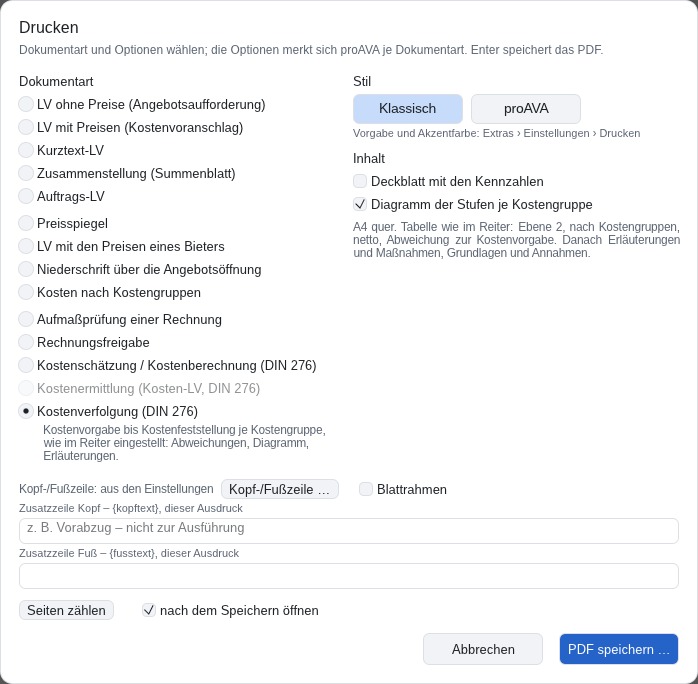 Drucken
Dokumentart und Optionen wählen; die Optionen merkt sich proAVA je Dokumentart. Enter speichert das PDF.
Dokumentart
LV ohne Preise (Angebotsaufforderung)
LV mit Preisen (Kostenvoranschlag)
Kurztext-LV
Zusammenstellung (Summenblatt)
Auftrags-LV
Preisspiegel
LV mit den Preisen eines Bieters
Niederschrift über die Angebotsöffnung
Kosten nach Kostengruppen
Aufmaßprüfung einer Rechnung
Rechnungsfreigabe
Kostenschätzung / Kostenberechnung (DIN 276)
Kostenermittlung (Kosten-LV, DIN 276)
Kostenverfolgung (DIN 276)
Kostenvorgabe bis Kostenfeststellung je Kostengruppe,
wie im Reiter eingestellt: Abweichungen, Diagramm,
Erläuterungen.
Stil
Klassisch
proAVA
Vorgabe und Akzentfarbe: Extras › Einstellungen › Drucken
Inhalt
Deckblatt mit den Kennzahlen
Diagramm der Stufen je Kostengruppe
A4 quer. Tabelle wie im Reiter: Ebene 2, nach Kostengruppen,
netto, Abweichung zur Kostenvorgabe. Danach Erläuterungen
und Maßnahmen, Grundlagen und Annahmen.
Kopf-/Fußzeile: aus den Einstellungen
Kopf-/Fußzeile …
Blattrahmen
Zusatzzeile Kopf – {kopftext}, dieser Ausdruck
z. B. Vorabzug – nicht zur Ausführung
Zusatzzeile Fuß – {fusstext}, dieser Ausdruck
Seiten zählen
nach dem Speichern öffnen
Abbrechen
PDF speichern …